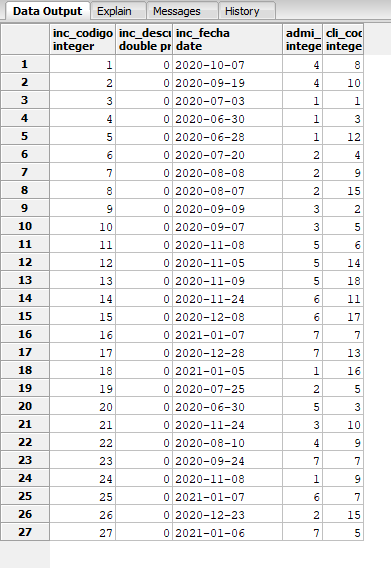 Data Output Explain Messages History
inc_codigo inc_descu inc_fecha admi_ cli_cod
integer double pr date intege intege
1 1 0 2020-10-07 4 8
2 2 0 2020-09-19 4 10
3 3 0 2020-07-03 1 1
4 4 0 2020-06-30 1 3
5 5 0 2020-06-28 1 12
6 6 0 2020-07-20 2 4
7 7 0 2020-08-08 2 9
8 8 0 2020-08-07 2 15
9 9 0 2020-09-09 3 2
10 10 0 2020-09-07 3 5
11 11 0 2020-11-08 5 6
12 12 0 2020-11-05 5 14
13 13 0 2020-11-09 5 18
14 14 0 2020-11-24 6 11
15 15 0 2020-12-08 6 17
16 16 0 2021-01-07 7 7
17 17 0 2020-12-28 7 13
18 18 0 2021-01-05 1 16
19 19 0 2020-07-25 2 5
20 20 0 2020-06-30 5 3
21 21 0 2020-11-24 3 10
22 22 0 2020-08-10 4 9
23 23 0 2020-09-24 7 7
24 24 0 2020-11-08 1 9
25 25 0 2021-01-07 6 7
26 26 0 2020-12-23 2 15
27 27 0 2021-01-06 7 5